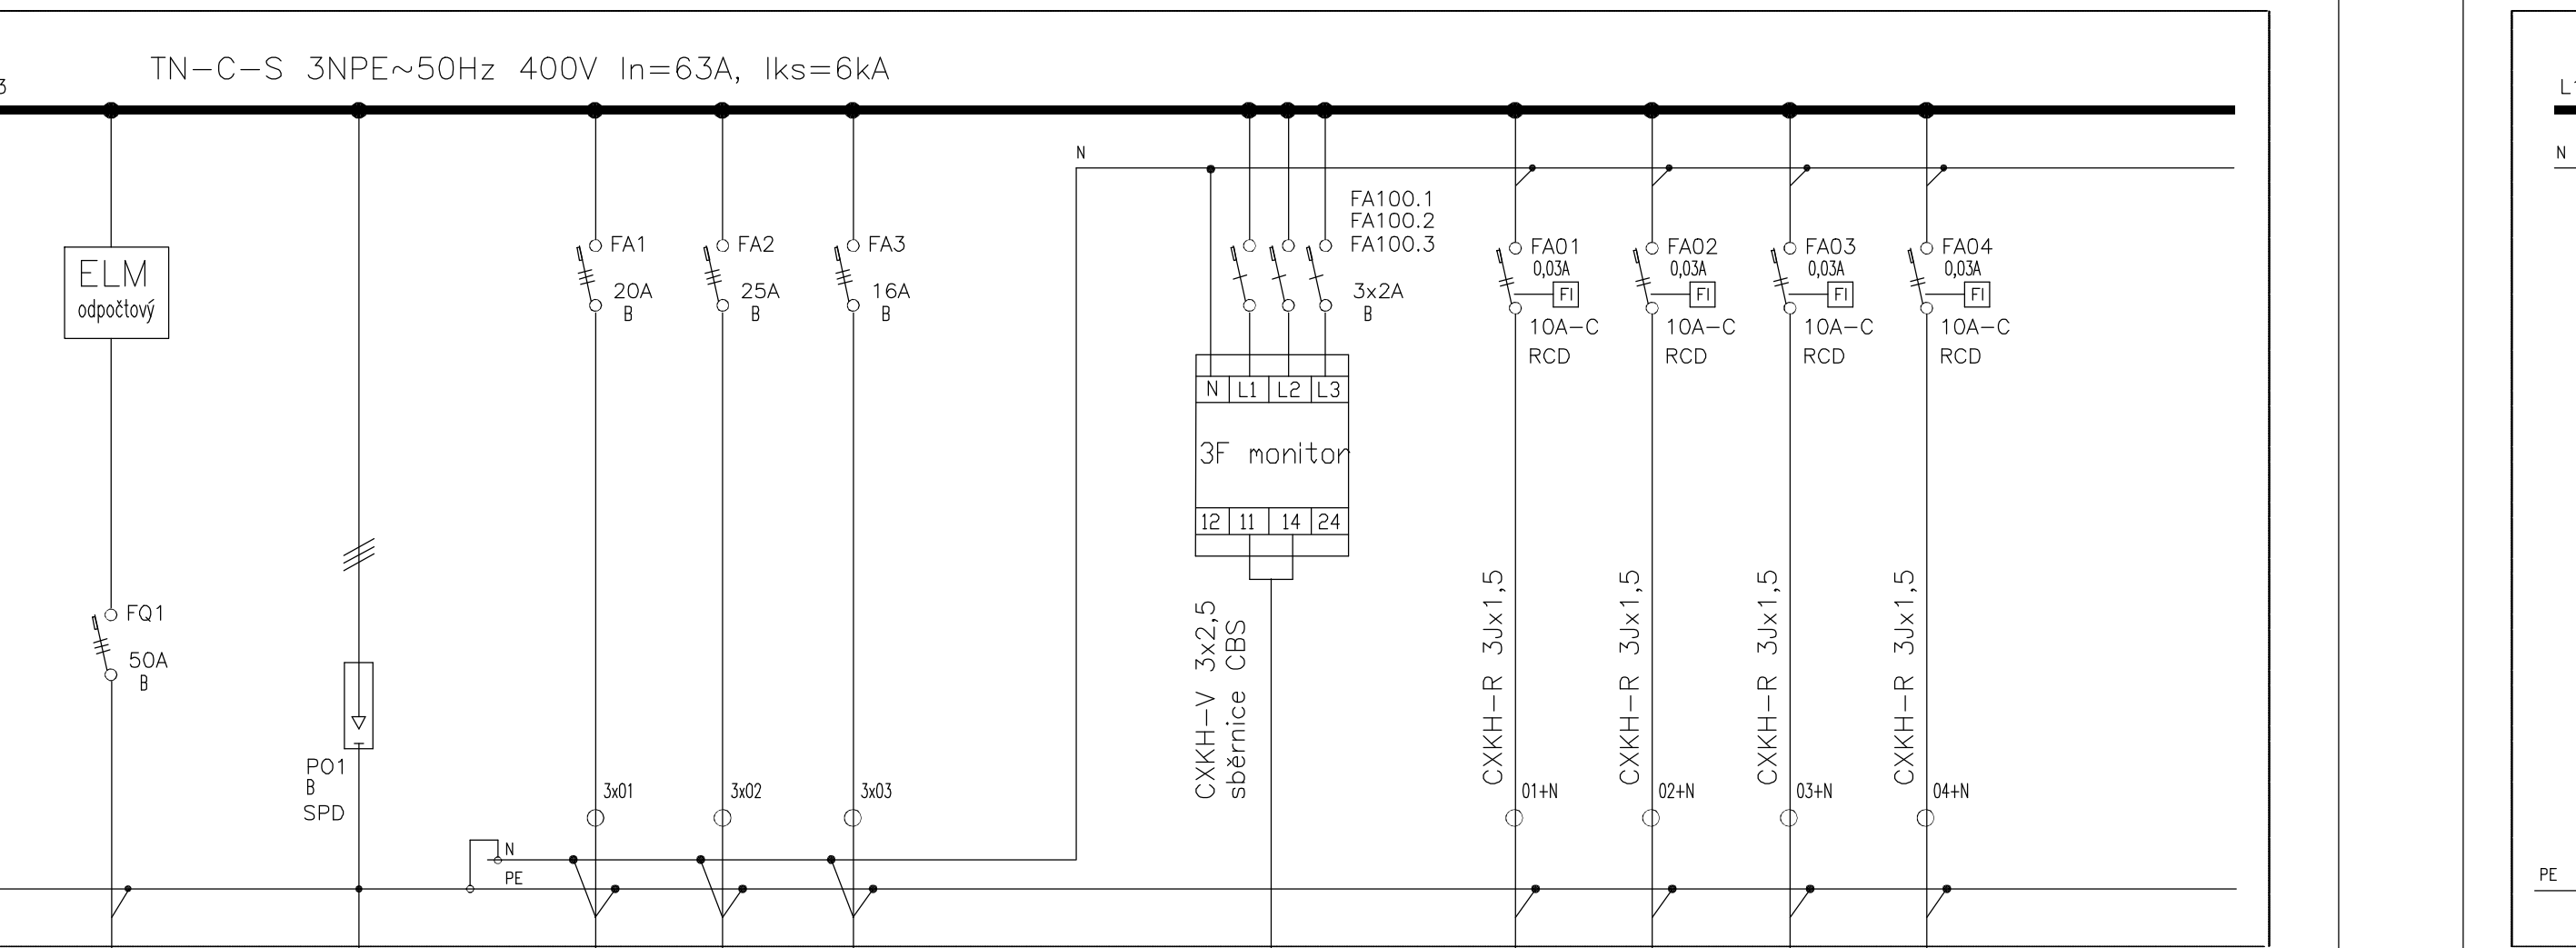 TN-C-S 3NPE~50Hz 400V In=63A, Iks=6kA
3
N
ELM
odpočtový
FQ1
50A
B
PO1
B
SPD
FA1
20A
B
FA2
25A
B
FA3
16A
B
3x01
3x02
3x03
N
PE
FA100.1
FA100.2
FA100.3
3x2A
B
N L1 L2 L3
3F monitor
12 11 14 24
CXKH-V 3x2,5
sběrnice CBS
FA01
0,03A
FI
10A-C
RCD
FA02
0,03A
FI
10A-C
RCD
FA03
0,03A
FI
10A-C
RCD
FA04
0,03A
FI
10A-C
RCD
CXKH-R 3Jx1,5
CXKH-R 3Jx1,5
CXKH-R 3Jx1,5
CXKH-R 3Jx1,5
01+N
02+N
03+N
04+N
N
PE